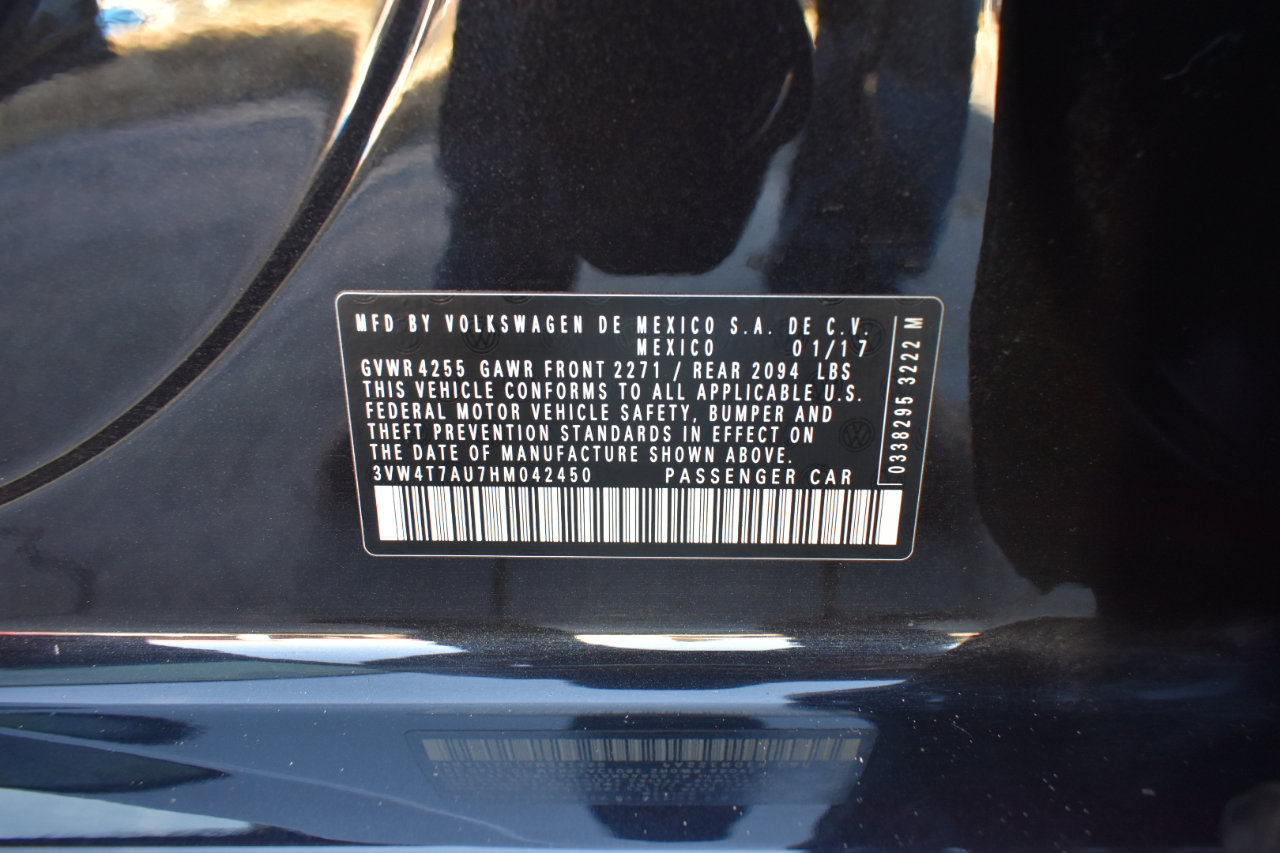 MFD BY VOLKSWAGEN DE MEXICO S.A. DE C.V.
MEXICO 01/17
GVWR 4255 GAWR FRONT 2271 / REAR 2094 LBS
THIS VEHICLE CONFORMS TO ALL APPLICABLE U.S.
FEDERAL MOTOR VEHICLE SAFETY, BUMPER AND
THEFT PREVENTION STANDARDS IN EFFECT ON
THE DATE OF MANUFACTURE SHOWN ABOVE.
3VW4T7AU7HM042450 PASSENGER CAR
0338295 3222 M